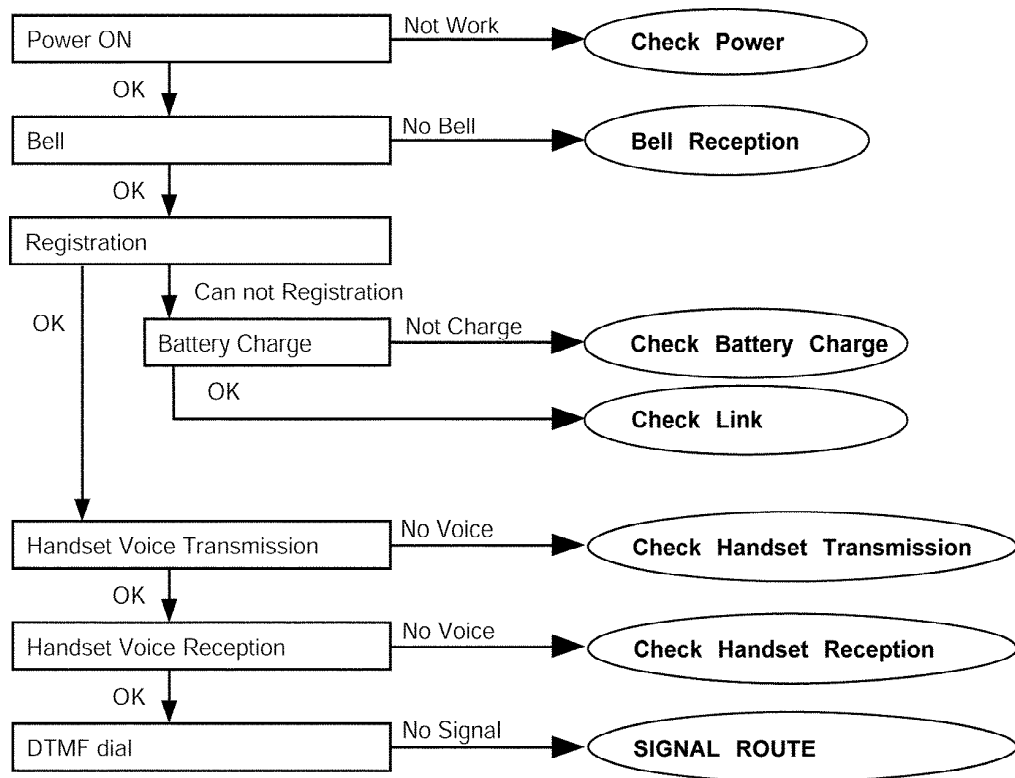 Power ON
Not Work
Check Power
OK
Bell
No Bell
Bell Reception
OK
Registration
Can not Registration
OK
Battery Charge
Not Charge
Check Battery Charge
OK
Check Link
Handset Voice Transmission
No Voice
Check Handset Transmission
OK
Handset Voice Reception
No Voice
Check Handset Reception
OK
DTMF dial
No Signal
SIGNAL ROUTE